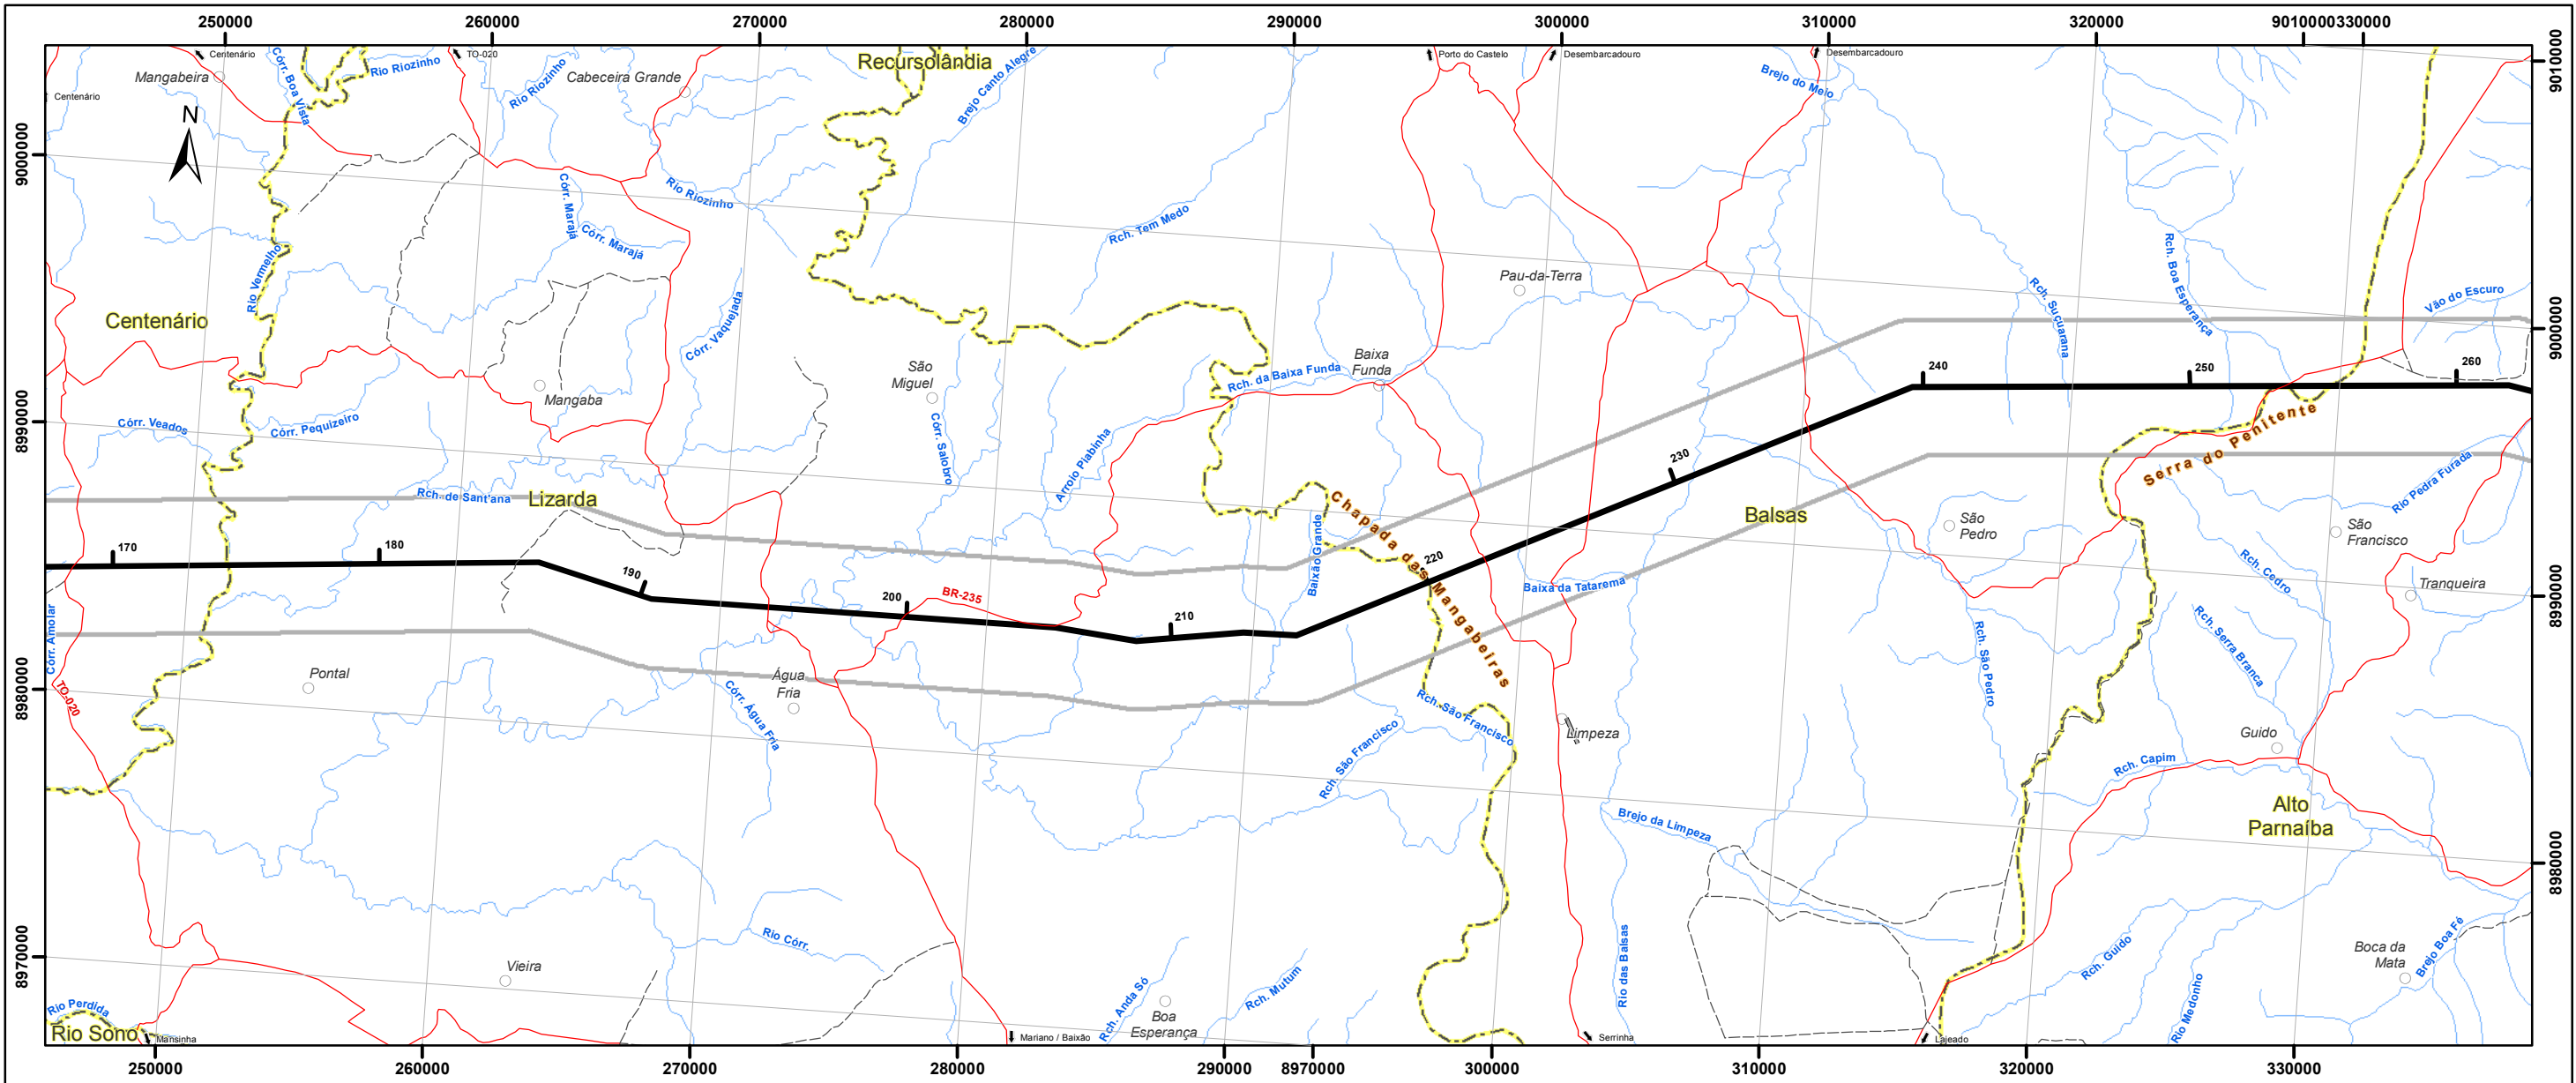 250000 260000 270000 280000 290000 300000 310000 320000 9010000 330000
Centenário
TO-020
Porto do Castelo
Desembarcadouro
Desembarcadouro
Mangabeira
Centenário
N
Córr. Boa Vista
Rio Riozinho
Rio Riozinho
Cabeceira Grande
Recursolândia
Brejo Canto Alegre
Brejo do Meio
9010000
9000000
Córr. Marajá
Córr. Marajá
Rio Riozinho
Rch. Tem Medo
Rio Vermelho
Centenário
Córr. Vaquejada
Pau-da-Terra
Rch. Suçuarana
Rch. Boa Esperança
Vão do Escuro
9000000
Mangaba
São
Miguel
Baixa
Funda
Rch. da Baixa Funda
240
250
260
8990000
Córr. Veados
Córr. Pequizeiro
Córr. Salobro
Arroio Piabinha
Serra do Penitente
Rio Pedra Furada
230
Rch. de Sant'ana
Lizarda
Chapada das Mangabeiras
Balsas
São
Pedro
São
Francisco
170
180
190
200
210
220
Baixão Grande
BR-235
Baixa da Tatarema
Rch. Cedro
Tranqueira
8990000
Córr. Amolar
TO-020
Pontal
Água
Fria
Córr. Água Fria
Rch. São Francisco
Rch. São Francisco
Rch. São Pedro
Rch. Serra Branca
8980000
Limpeza
Guido
Rch. Capim
Alto
Parnaíba
Brejo da Limpeza
8980000
8970000
Vieira
Rio Córr.
Rch. Anda Só
Boa
Esperança
Rch. Mutum
Rio das Balsas
Rch. Guido
Rio Medonho
Boca da
Mata
Brejo Boa Fé
Rio Perdida
Rio Sono
Mansinha
Mariano / Baixão
Serrinha
Lajeado
250000 260000 270000 280000 290000 8970000 300000 310000 320000 330000